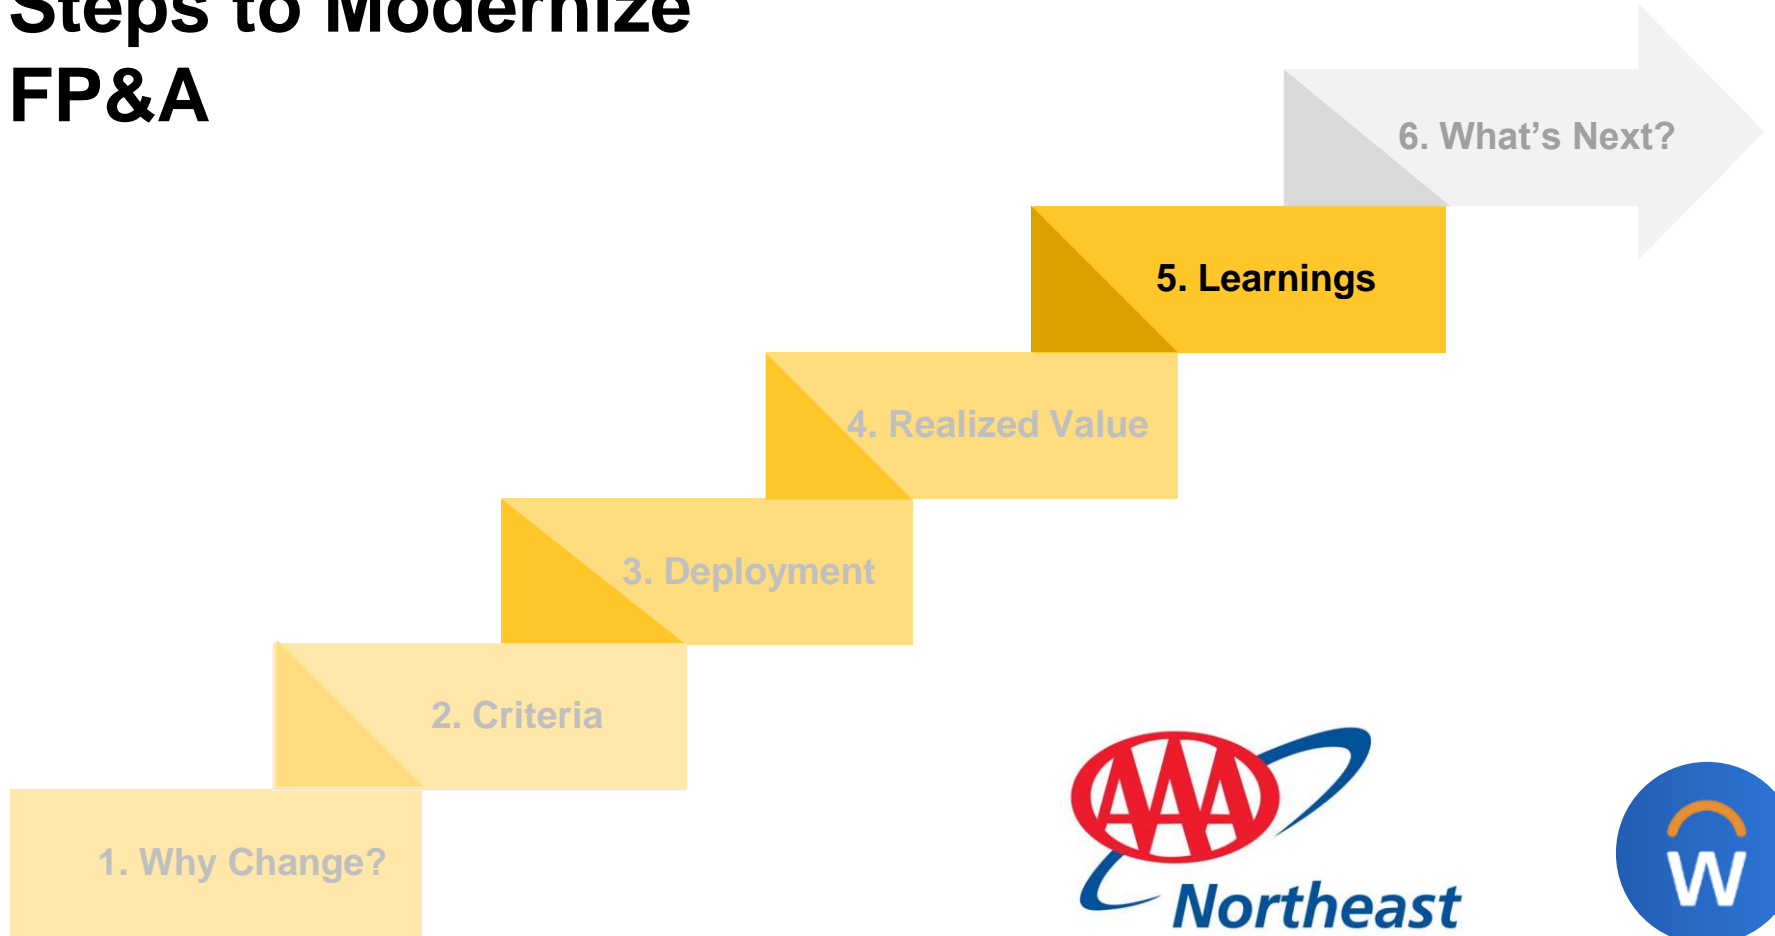 Steps to Modernize
FP&A
6. What's Next?
5. Learnings
4. Realized Value
3. Deployment
2. Criteria
1. Why Change?
AAA
Northeast
W